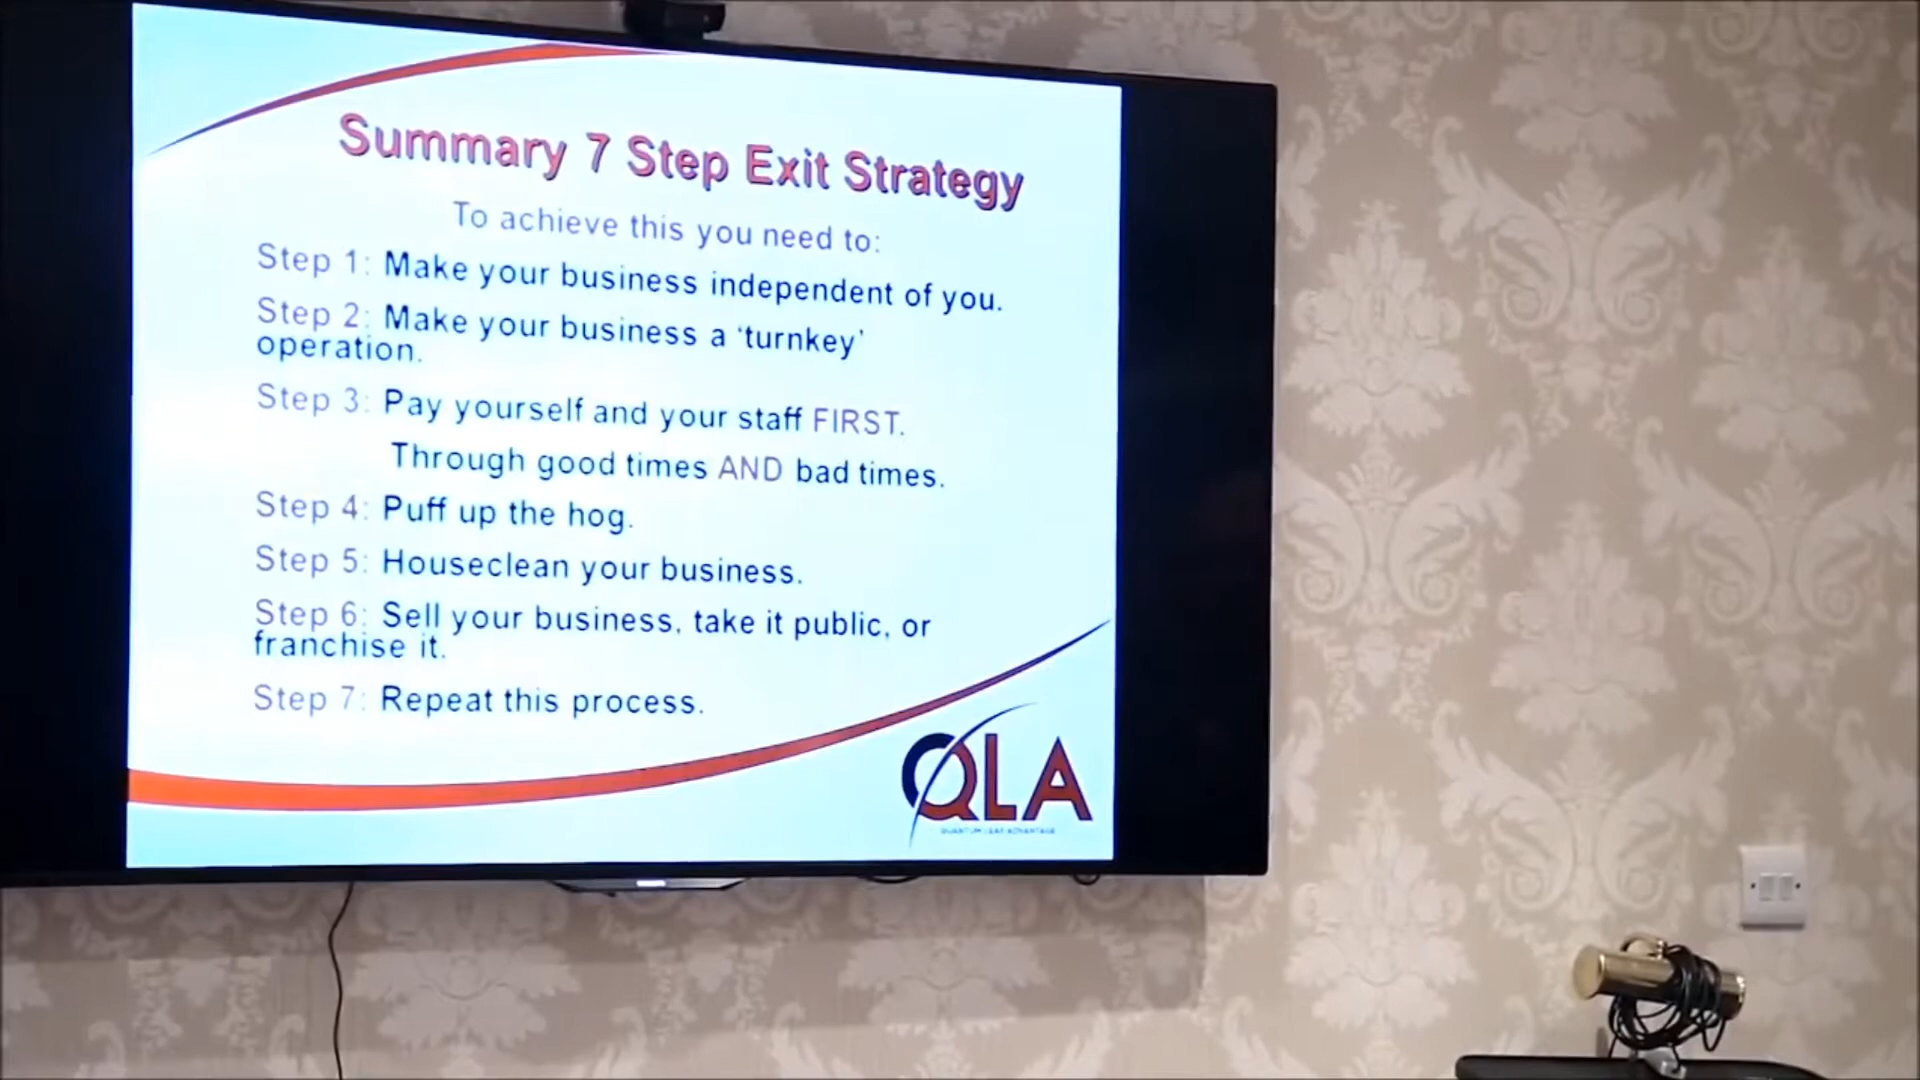 Summary 7 Step Exit Strategy
To achieve this you need to:
Step 1: Make your business independent of you.
Step 2: Make your business a ‘turnkey’
operation.
Step 3: Pay yourself and your staff FIRST.
Through good times AND bad times.
Step 4: Puff up the hog.
Step 5: Houseclean your business.
Step 6: Sell your business, take it public, or
franchise it.
Step 7: Repeat this process.
QLA
QUANTUM LEAP ADVANTAGE